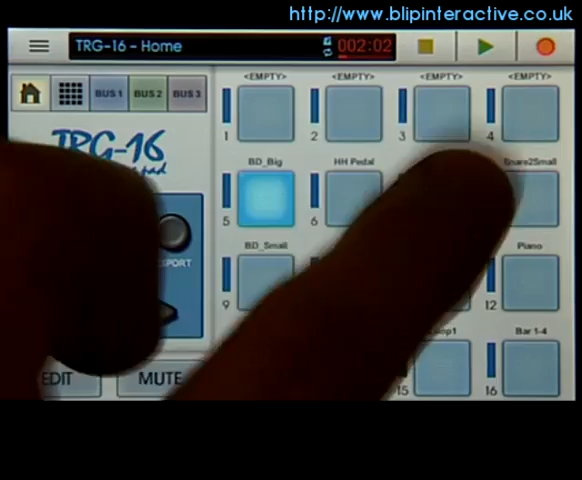 http://www.blipinteractive.co.uk
TRG-16 - Home
002:02
BUS 1
BUS 2
BUS 3
<EMPTY>
<EMPTY>
<EMPTY>
<EMPTY>
1
2
3
4
TRG-16
pad
BD_Big
HH Pedal
Snare2Small
5
6
BD_Small
Piano
9
12
Bar 1-4
15
16
EDIT
MUTE